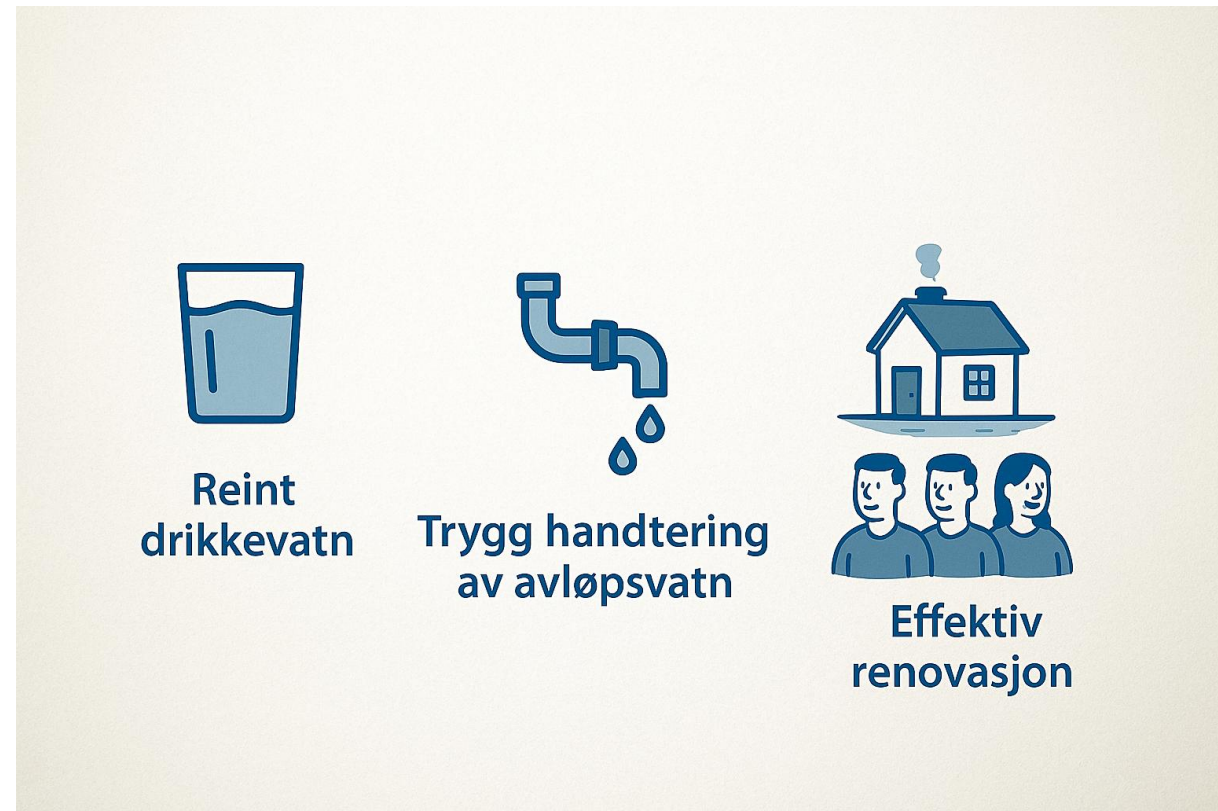 Reint
drikkevatn
Trygg handtering
av avløpsvatn
Effektiv
renovasjon